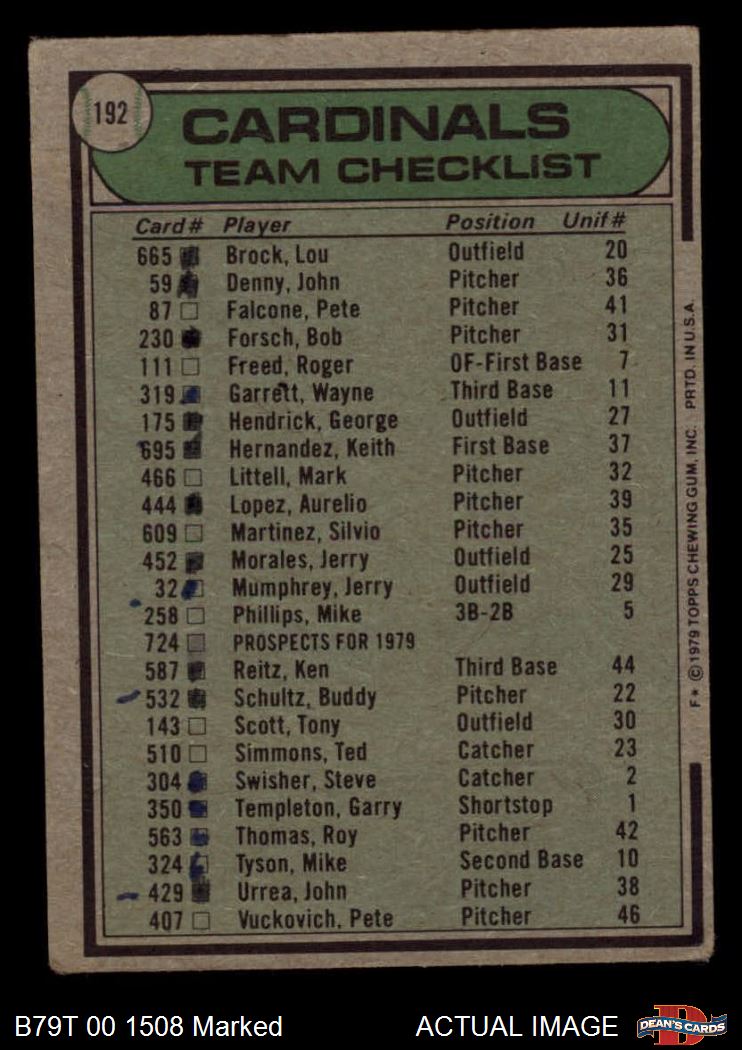 192
CARDINALS
TEAM CHECKLIST
Card # Player Position Unif #
665 Brock, Lou Outfield 20
59 Denny, John Pitcher 36
87 Falcone, Pete Pitcher 41
230 Forsch, Bob Pitcher 31
111 Freed, Roger OF-First Base 7
319 Garrett, Wayne Third Base 11
175 Hendrick, George Outfield 27
695 Hernandez, Keith First Base 37
466 Littell, Mark Pitcher 32
444 Lopez, Aurelio Pitcher 39
609 Martinez, Silvio Pitcher 35
452 Morales, Jerry Outfield 25
32 Mumphrey, Jerry Outfield 29
258 Phillips, Mike 3B-2B 5
724 PROSPECTS FOR 1979
587 Reitz, Ken Third Base 44
532 Schultz, Buddy Pitcher 22
143 Scott, Tony Outfield 30
510 Simmons, Ted Catcher 23
304 Swisher, Steve Catcher 2
350 Templeton, Garry Shortstop 1
563 Thomas, Roy Pitcher 42
324 Tyson, Mike Second Base 10
429 Urrea, John Pitcher 38
407 Vuckovich, Pete Pitcher 46
F* © 1979 TOPPS CHEWING GUM, INC. PRTD. IN U.S.A.
B79T 00 1508 Marked ACTUAL IMAGE
D
DEAN'S CARDS